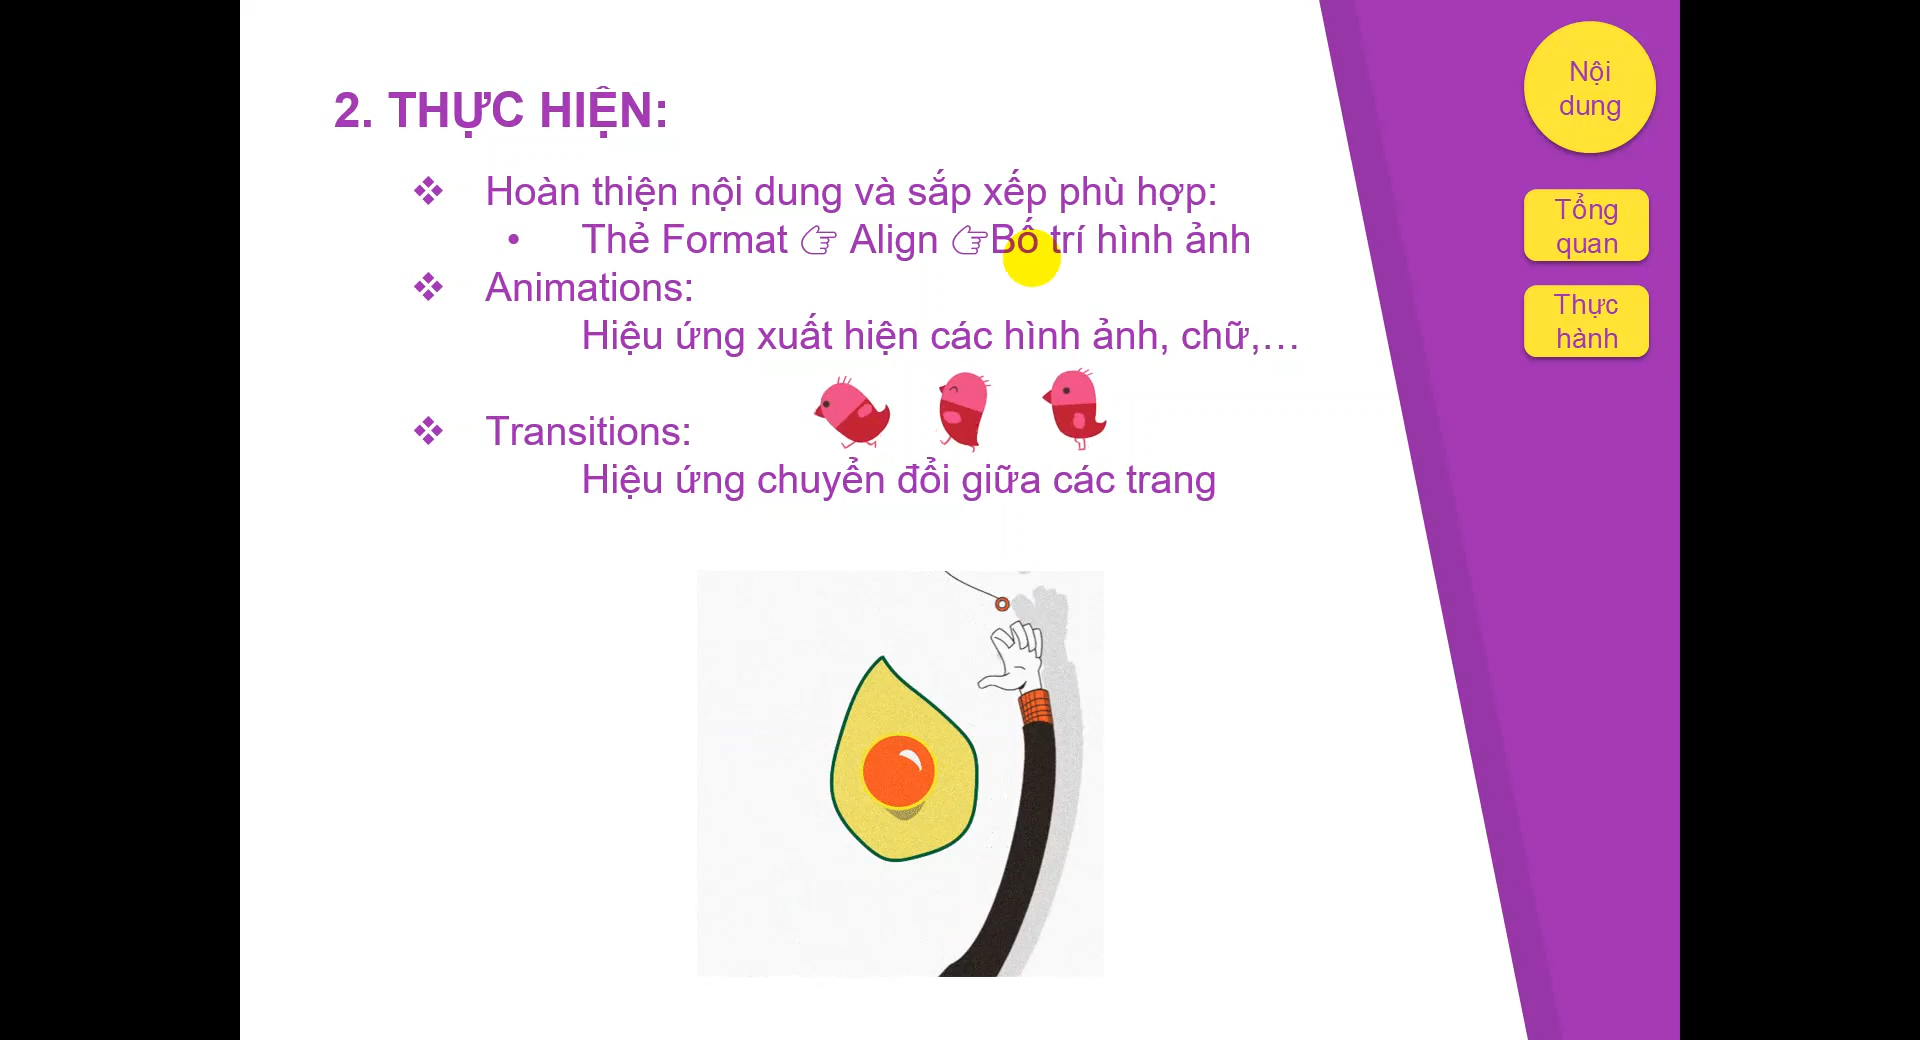 2. THỰC HIỆN:
❖ Hoàn thiện nội dung và sắp xếp phù hợp:
• Thẻ Format 👉 Align 👉Bố trí hình ảnh
❖ Animations:
Hiệu ứng xuất hiện các hình ảnh, chữ,…
❖ Transitions:
Hiệu ứng chuyển đổi giữa các trang
Nội
dung
Tổng
quan
Thực
hành